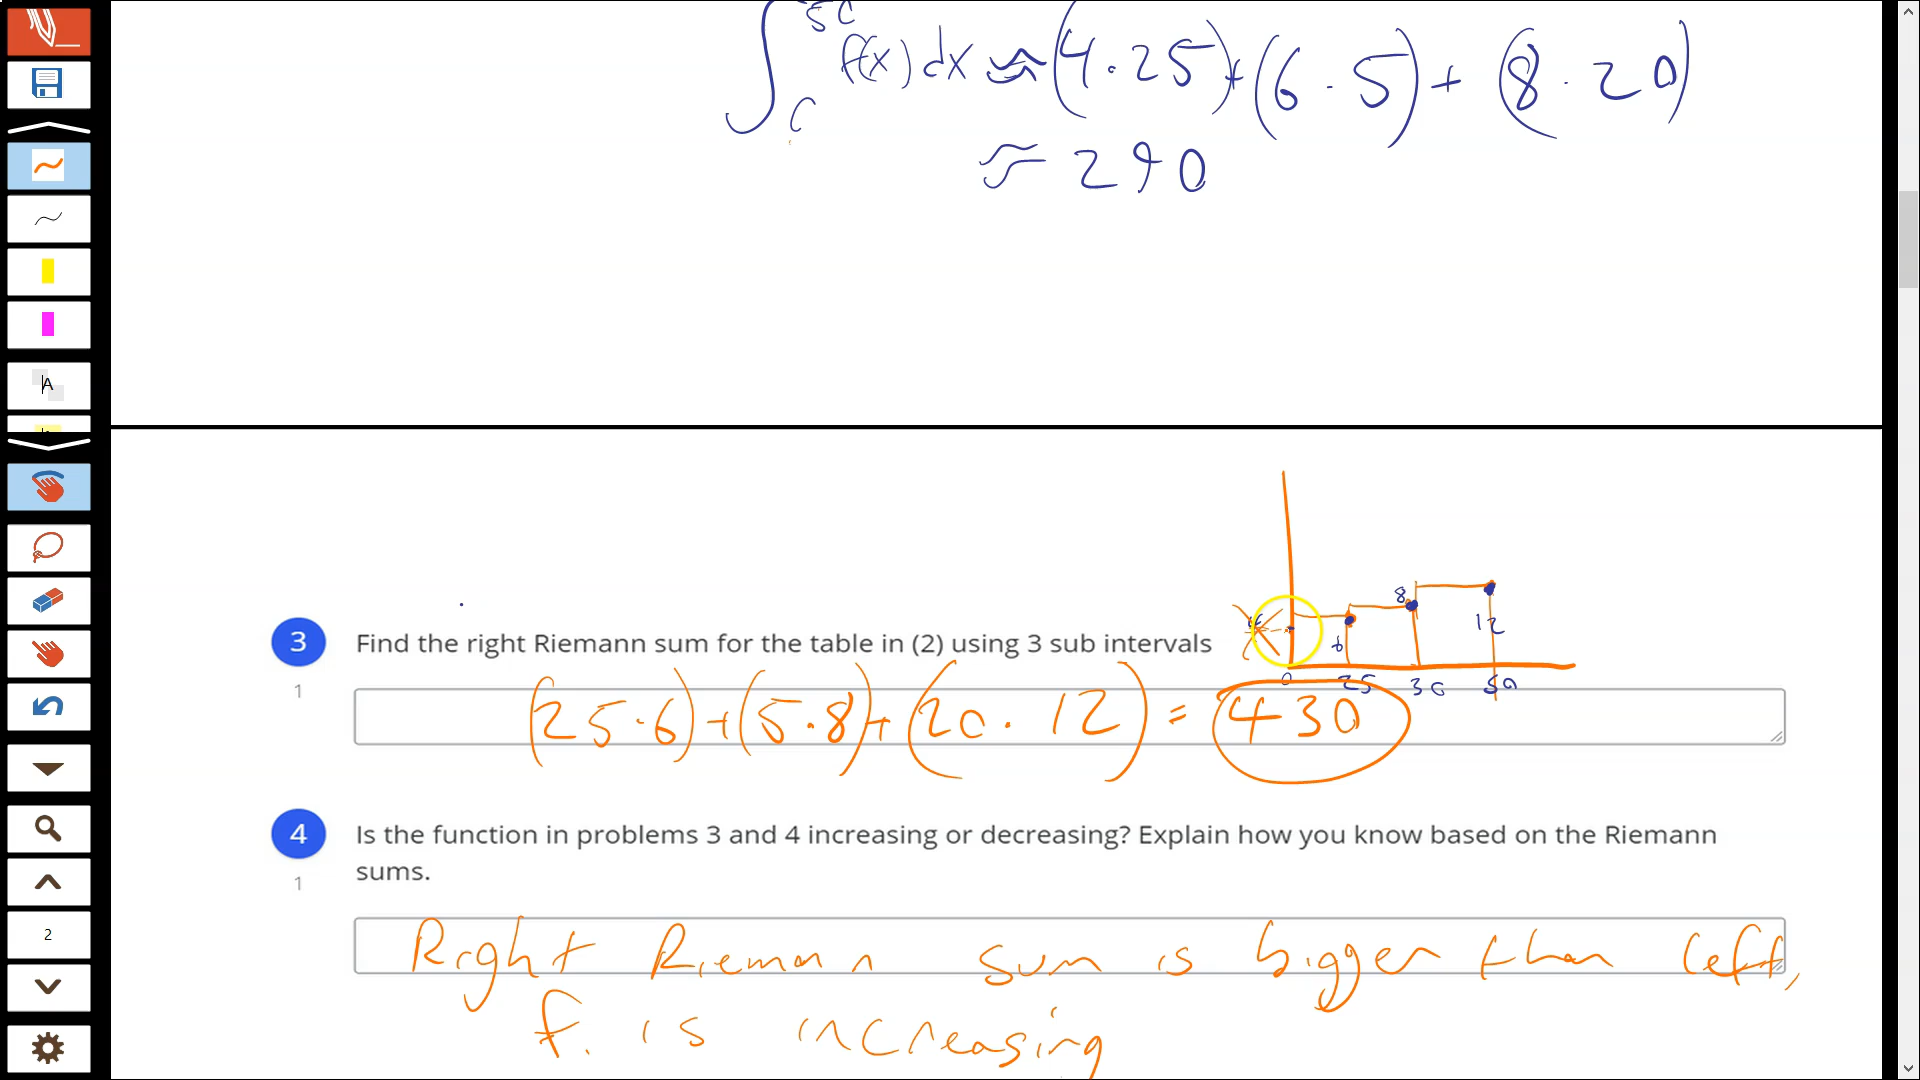 ∫ 50 0 f(x) dx ≈ (4·25)+(6·5)+(8·20)
≈ 290
8
12
6
0 25 30 50
3 Find the right Riemann sum for the table in (2) using 3 sub intervals
1
(25·6)+(5·8)+(20·12) = 430
4 Is the function in problems 3 and 4 increasing or decreasing? Explain how you know based on the Riemann
sums.
1
Right Riemann sum is bigger than left,
f. is increasing
A
2